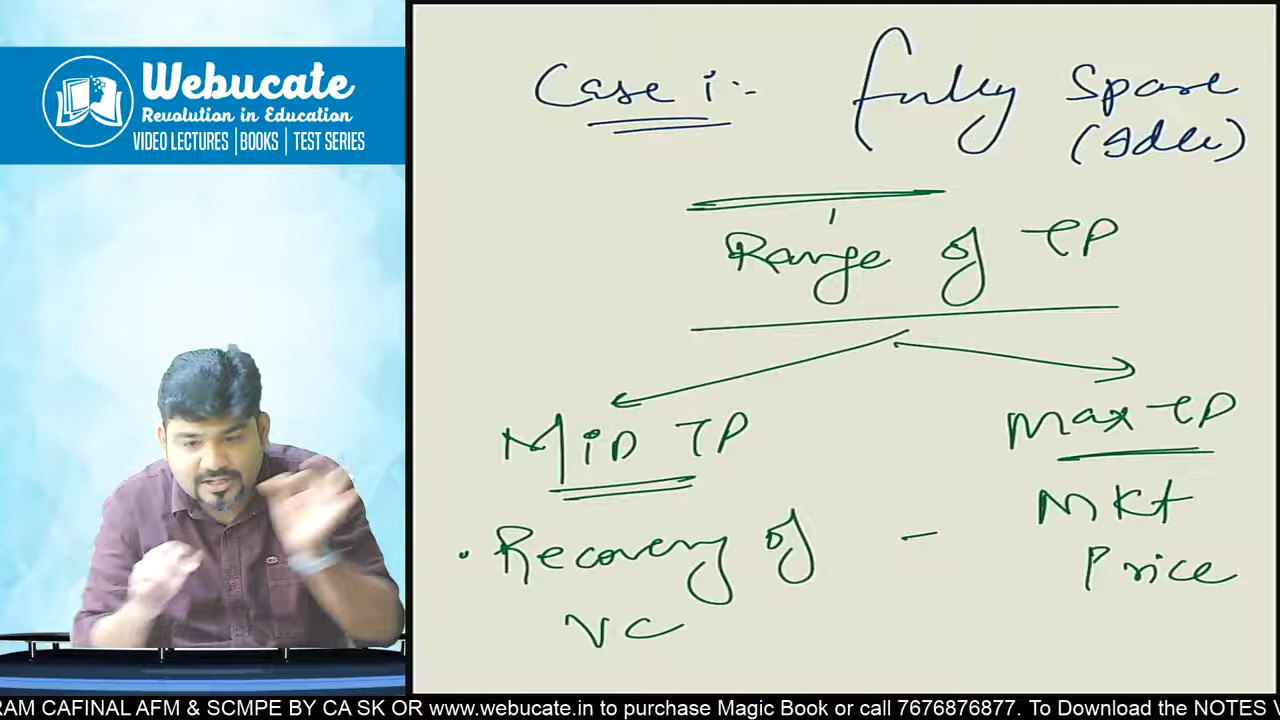 Webucate
Revolution in Education
VIDEO LECTURES | BOOKS | TEST SERIES
Case i:- Fully Spare
(Idle)
Range of TP
Min TP
Max TP
• Recovery of - Mkt Price
VC
RAM CAFINAL AFM & SCMPE BY CA SK OR www.webucate.in to purchase Magic Book or call 7676876877. To Download the NOTES V